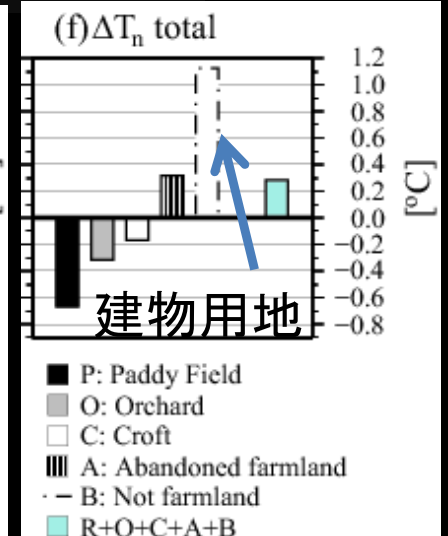 (f)ΔTn total
1.2
1.0
0.8
0.6
0.4
0.2
0.0
−0.2
−0.4
−0.6
−0.8
[ºC]
建物用地
P: Paddy Field
O: Orchard
C: Croft
A: Abandoned farmland
B: Not farmland
R+O+C+A+B